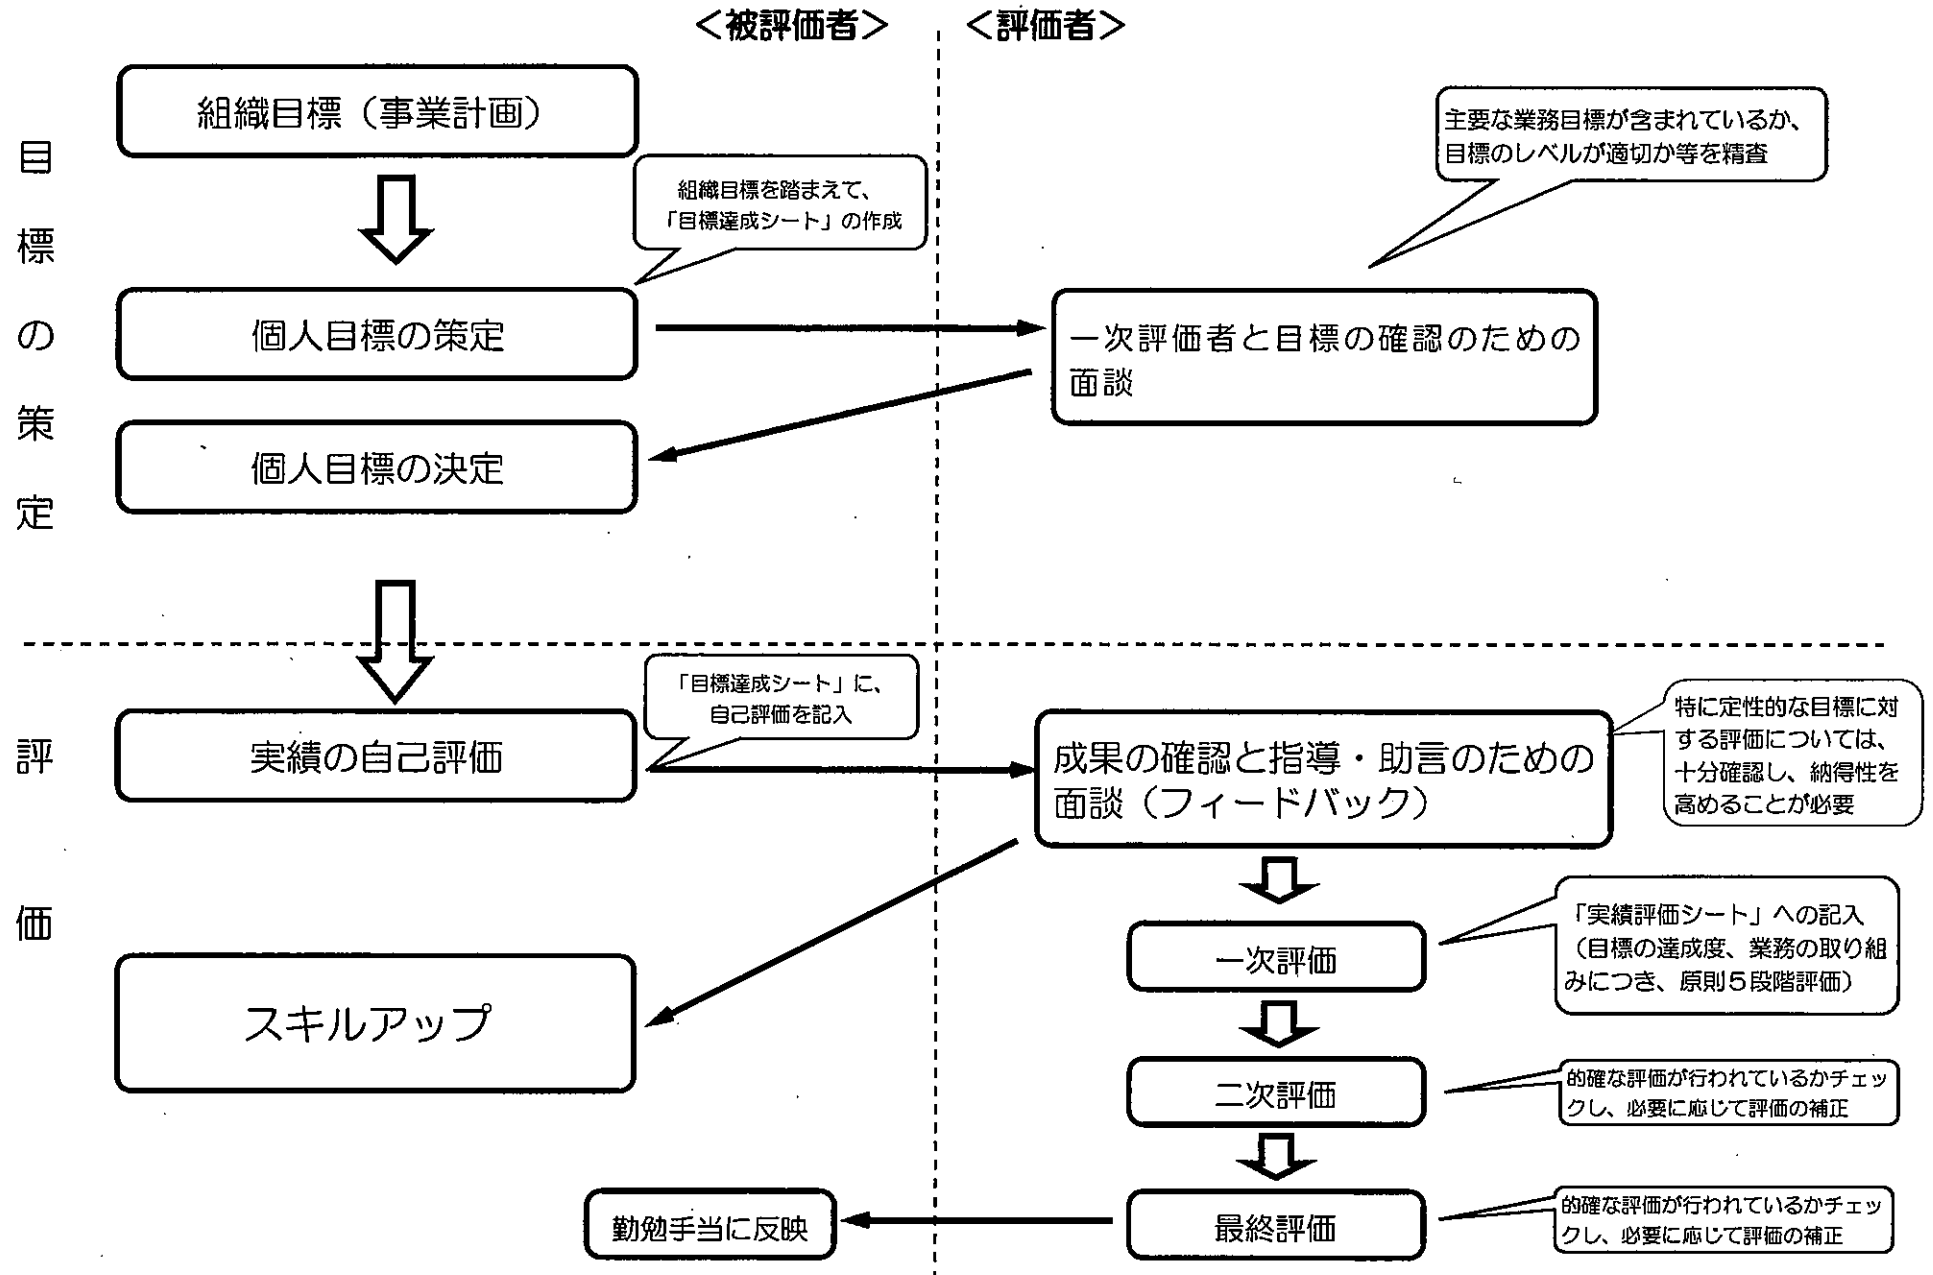 ＜被評価者＞
＜評価者＞
目標の策定
組織目標（事業計画）
組織目標を踏まえて、
「目標達成シート」の作成
主要な業務目標が含まれているか、
目標のレベルが適切か等を精査
個人目標の策定
一次評価者と目標の確認のための
面談
個人目標の決定
評価
「目標達成シート」に、
自己評価を記入
実績の自己評価
成果の確認と指導・助言のための
面談（フィードバック）
特に定性的な目標に対
する評価については、
十分確認し、納得性を
高めることが必要
スキルアップ
一次評価
「実績評価シート」への記入
（目標の達成度、業務の取り組
みにつき、原則５段階評価）
二次評価
的確な評価が行われているかチェッ
クし、必要に応じて評価の補正
勤勉手当に反映
最終評価
的確な評価が行われているかチェッ
クし、必要に応じて評価の補正